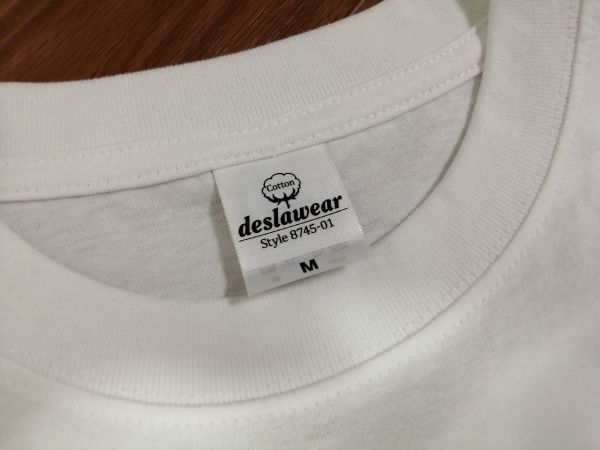 Cotton
deslawear
Style 8745-01
M